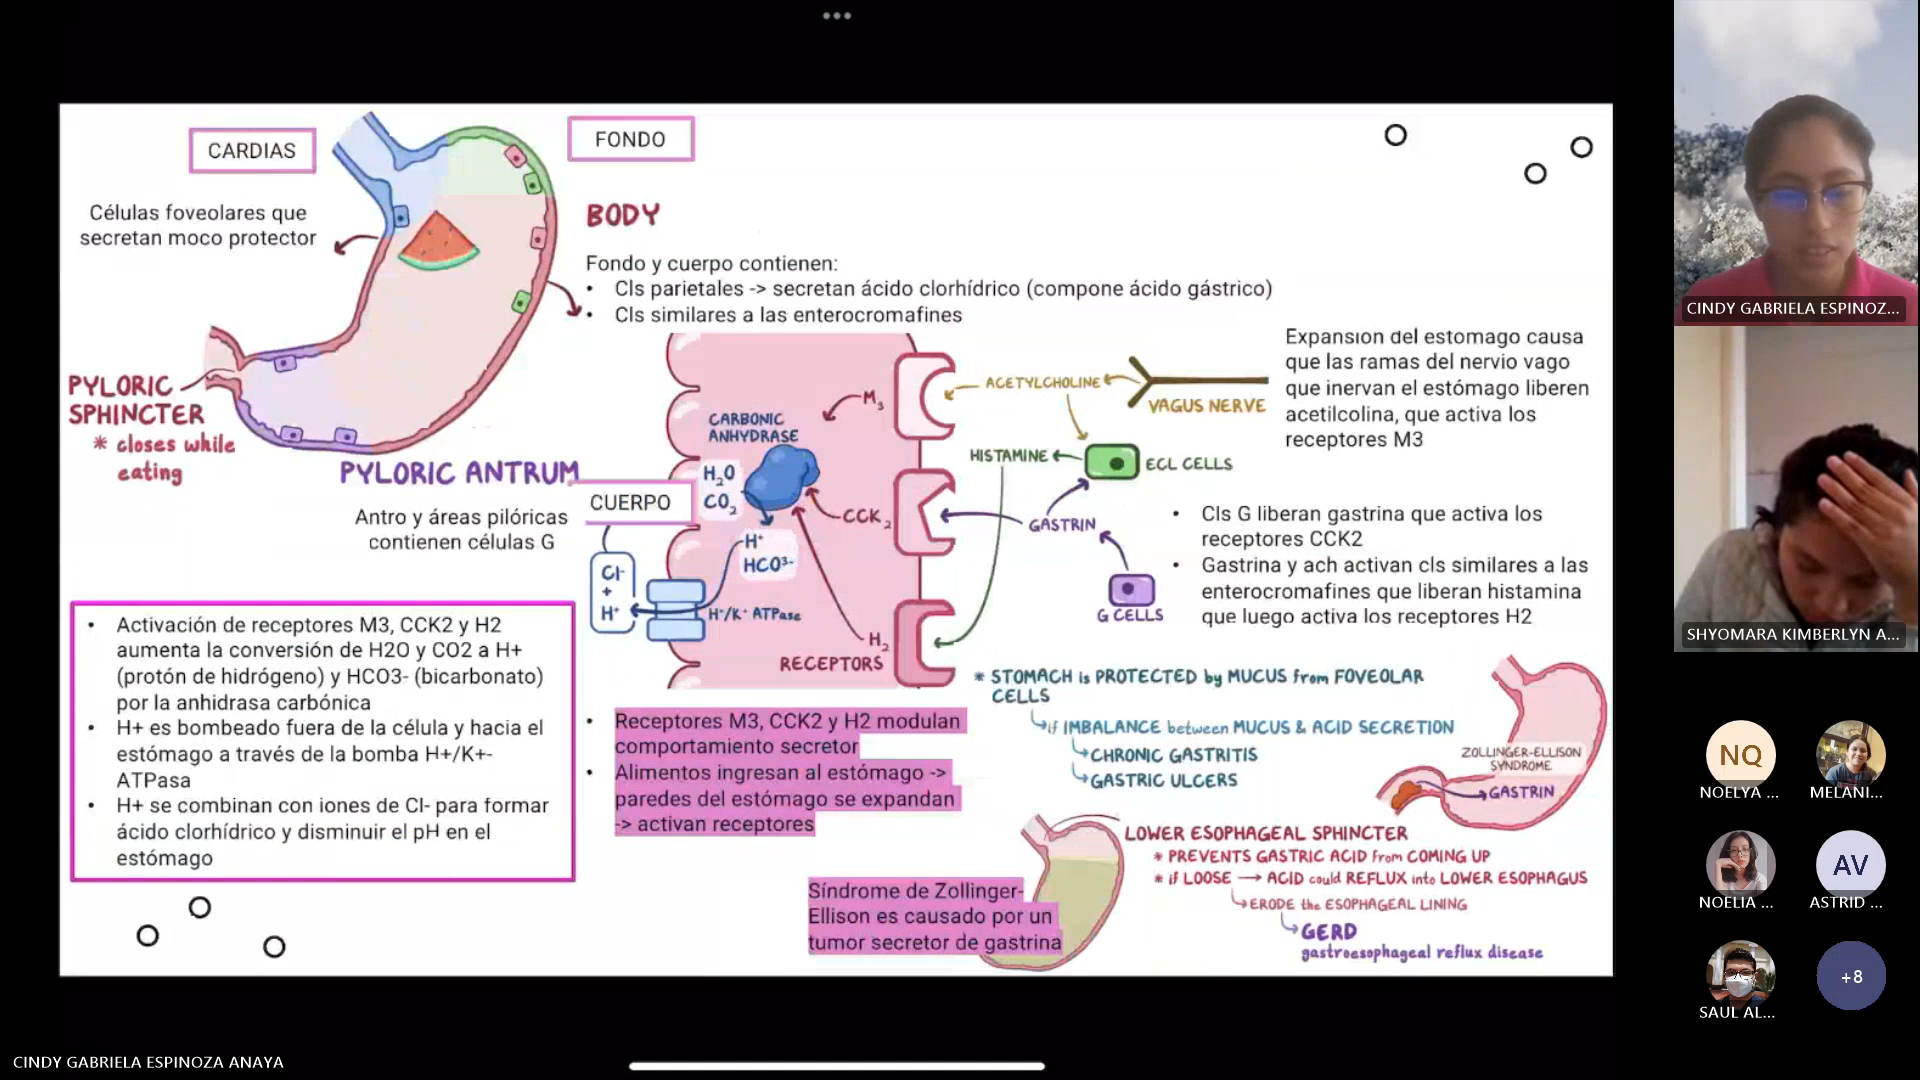 CARDIAS
FONDO
Células foveolares que
secretan moco protector
BODY
Fondo y cuerpo contienen:
• Cls parietales -> secretan ácido clorhídrico (compone ácido gástrico)
• Cls similares a las enterocromafines
PYLORIC
SPHINCTER
* closes while
eating
PYLORIC ANTRUM
Antro y áreas pilóricas
contienen células G
CUERPO
Cl-
+
H+
CARBONIC
ANHYDRASE
H2O
CO2
H+
HCO3-
H+/K+ ATPase
M3
CCK2
H2
RECEPTORS
ACETYLCHOLINE
VAGUS NERVE
HISTAMINE
ECL CELLS
GASTRIN
G CELLS
Expansion del estomago causa
que las ramas del nervio vago
que inervan el estómago liberen
acetilcolina, que activa los
receptores M3
• Cls G liberan gastrina que activa los
receptores CCK2
• Gastrina y ach activan cls similares a las
enterocromafines que liberan histamina
que luego activa los receptores H2
• Activación de receptores M3, CCK2 y H2
aumenta la conversión de H2O y CO2 a H+
(protón de hidrógeno) y HCO3- (bicarbonato)
por la anhidrasa carbónica
• H+ es bombeado fuera de la célula y hacia el
estómago a través de la bomba H+/K+-
ATPasa
• H+ se combinan con iones de Cl- para formar
ácido clorhídrico y disminuir el pH en el
estómago
• Receptores M3, CCK2 y H2 modulan
comportamiento secretor
• Alimentos ingresan al estómago ->
paredes del estómago se expandan
-> activan receptores
* STOMACH is PROTECTED by MUCUS from FOVEOLAR
CELLS
if IMBALANCE between MUCUS & ACID SECRETION
CHRONIC GASTRITIS
GASTRIC ULCERS
ZOLLINGER-ELLISON
SYNDROME
GASTRIN
Síndrome de Zollinger-
Ellison es causado por un
tumor secretor de gastrina
LOWER ESOPHAGEAL SPHINCTER
* PREVENTS GASTRIC ACID from COMING UP
* if LOOSE → ACID could REFLUX into LOWER ESOPHAGUS
ERODE the ESOPHAGEAL LINING
GERD
gastroesophageal reflux disease
CINDY GABRIELA ESPINOZ...
SHYOMARA KIMBERLYN A...
NQ
NOELYA ...
MELANI...
NOELIA ...
AV
ASTRID ...
SAUL AL...
+8
CINDY GABRIELA ESPINOZA ANAYA